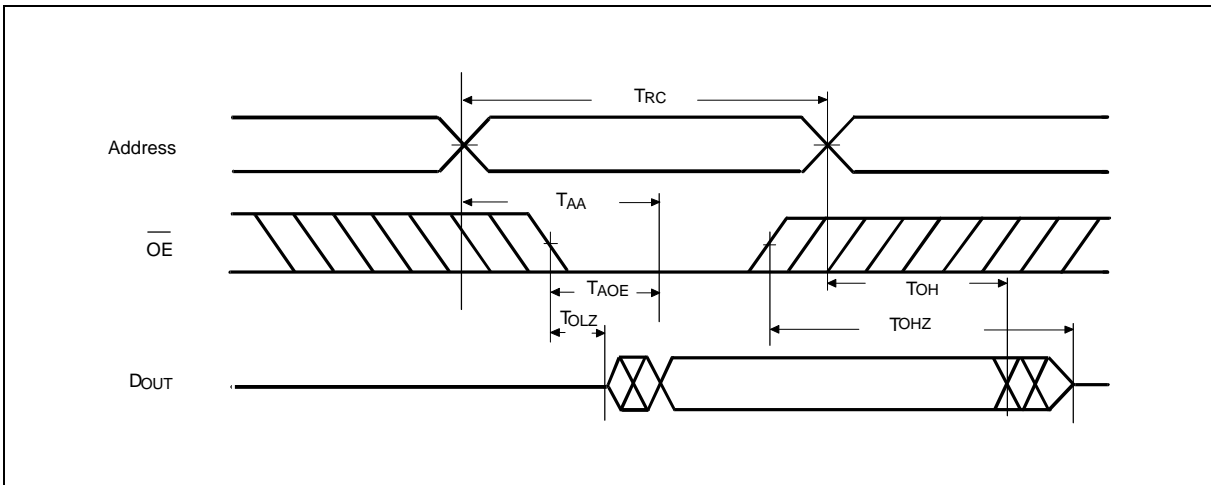 TRC
Address
TAA
OE
TAOE
TOH
TOLZ
TOHZ
DOUT